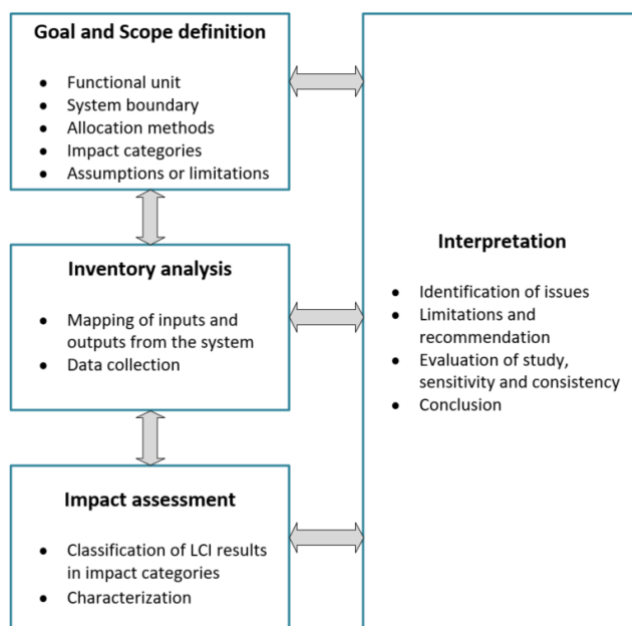 Goal and Scope definition
● Functional unit
● System boundary
● Allocation methods
● Impact categories
● Assumptions or limitations
Inventory analysis
● Mapping of inputs and
outputs from the system
● Data collection
Impact assessment
● Classification of LCI results
in impact categories
● Characterization
Interpretation
● Identification of issues
● Limitations and
recommendation
● Evaluation of study,
sensitivity and consistency
● Conclusion